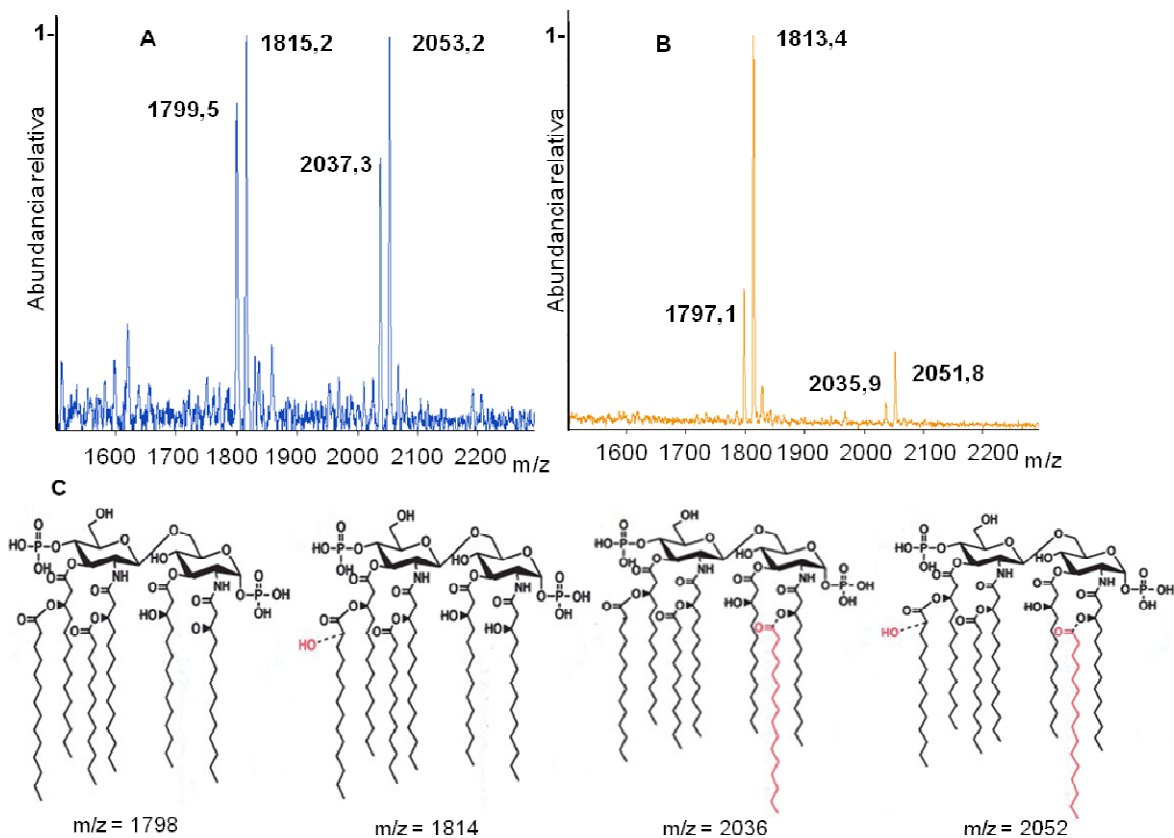 A
1-
1815,2
2053,2
1799,5
2037,3
Abundancia relativa
1600 1700 1800 1900 2000 2100 2200 m/z
B
1-
1813,4
1797,1
2035,9
2051,8
Abundancia relativa
1600 1700 1800 1900 2000 2100 2200 m/z
C
m/z = 1798
m/z = 1814
m/z = 2036
m/z = 2052